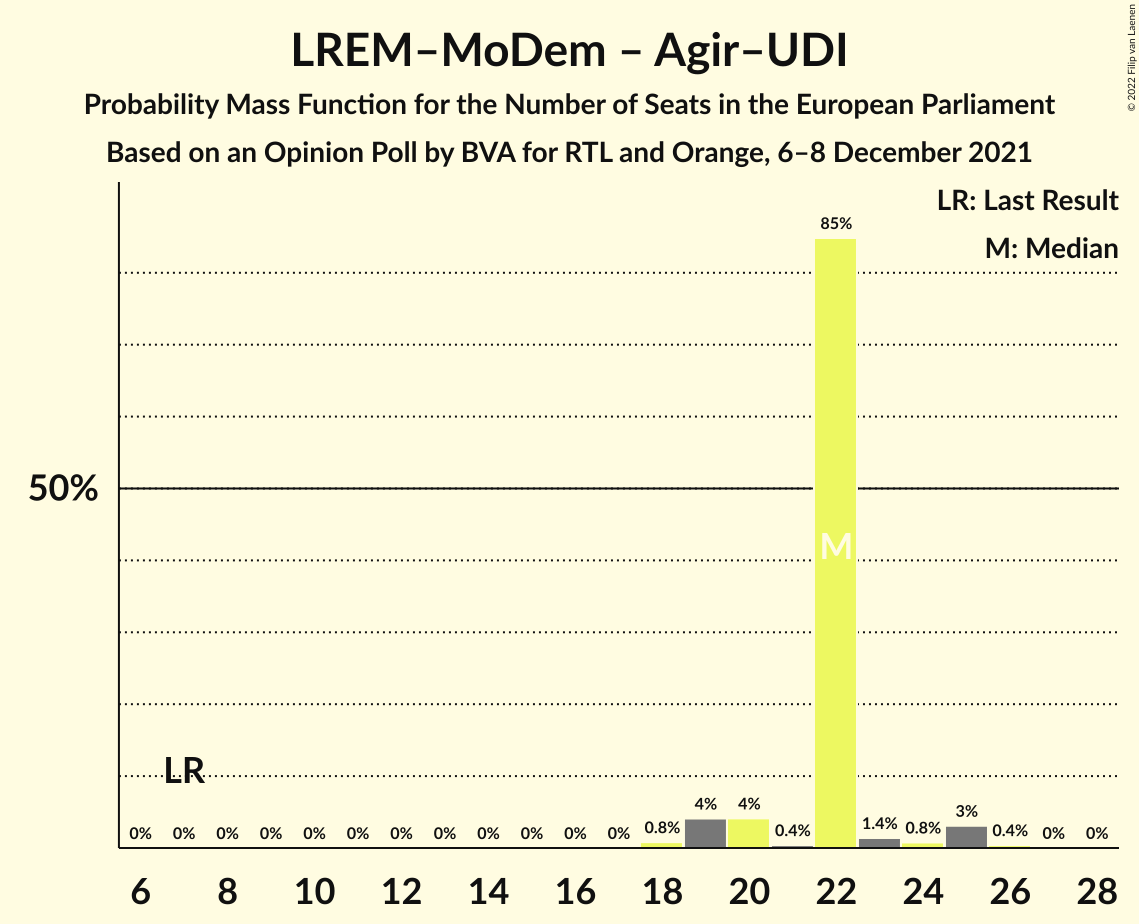 LREM–MoDem – Agir–UDI
Probability Mass Function for the Number of Seats in the European Parliament
Based on an Opinion Poll by BVA for RTL and Orange, 6–8 December 2021
© 2022 Filip van Laenen
LR: Last Result
M: Median
85%
50%
M
LR
0% 0% 0% 0% 0% 0% 0% 0% 0% 0% 0% 0% 0.8% 4% 4% 0.4% 1.4% 0.8% 3% 0.4% 0% 0%
6 8 10 12 14 16 18 20 22 24 26 28